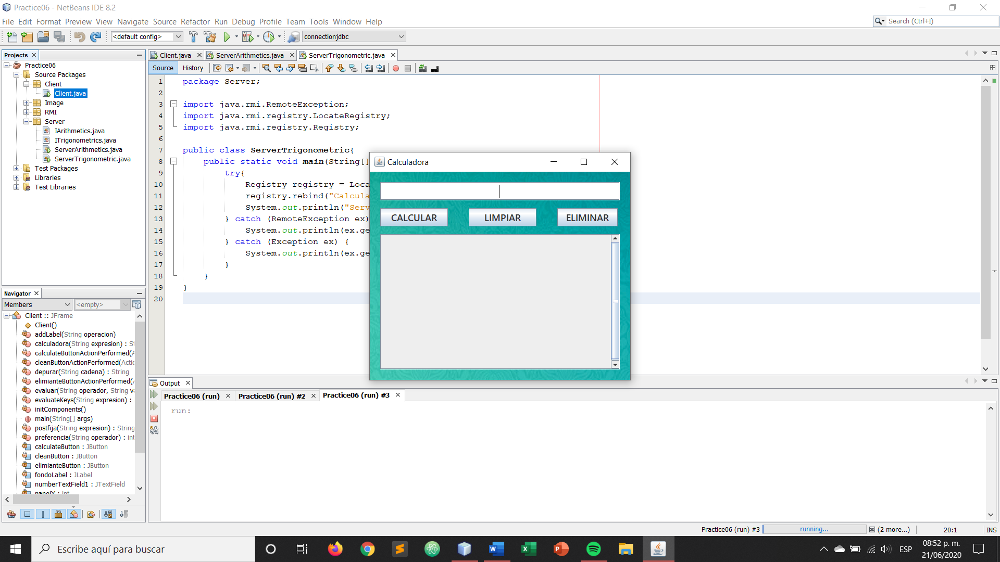 Practice06 - NetBeans IDE 8.2
File Edit Format Preview View Navigate Source Refactor Run Debug Profile Team Tools Window Help
Search (Ctrl+I)
<default config>
connectionjdbc
Projects
Practice06
Source Packages
Client
Client.java
Image
RMI
Server
IArithmetics.java
ITrigonometrics.java
ServerArithmetics.java
ServerTrigonometric.java
Test Packages
Libraries
Test Libraries
Client.java ServerArithmetics.java ServerTrigonometric.java
Source History
1 package Server;
2
3 import java.rmi.RemoteException;
4 import java.rmi.registry.LocateRegistry;
5 import java.rmi.registry.Registry;
6
7 public class ServerTrigonometric{
8 public static void main(String[]
9 try{
10 Registry registry = Loca
11 registry.rebind("Calcula
12 System.out.println("Serv
13 } catch (RemoteException ex)
14 System.out.println(ex.ge
15 } catch (Exception ex) {
16 System.out.println(ex.ge
17 }
18 }
19 }
20
Calculadora
CALCULAR LIMPIAR ELIMINAR
Navigator
Members <empty>
Client :: JFrame
Client()
addLabel(String operacion)
calculadora(String expresion) : St
calculateButtonActionPerformed(A
cleanButtonActionPerformed(Actic
depurar(String cadena) : String
elimianteButtonActionPerformed(
evaluar(String operador, String va
evaluateKeys(String expresion) :
initComponents()
main(String[] args)
postfija(String expresion) : String
preferencia(String operador) : int
calculateButton : JButton
cleanButton : JButton
elimianteButton : JButton
fondoLabel : JLabel
numberTextField1 : JTextField
panelY : int
Output
Practice06 (run) Practice06 (run) #2 Practice06 (run) #3
run:
Practice06 (run) #3 running... (2 more...) 20:1 INS
Escribe aquí para buscar
ESP
08:52 p. m.
21/06/2020